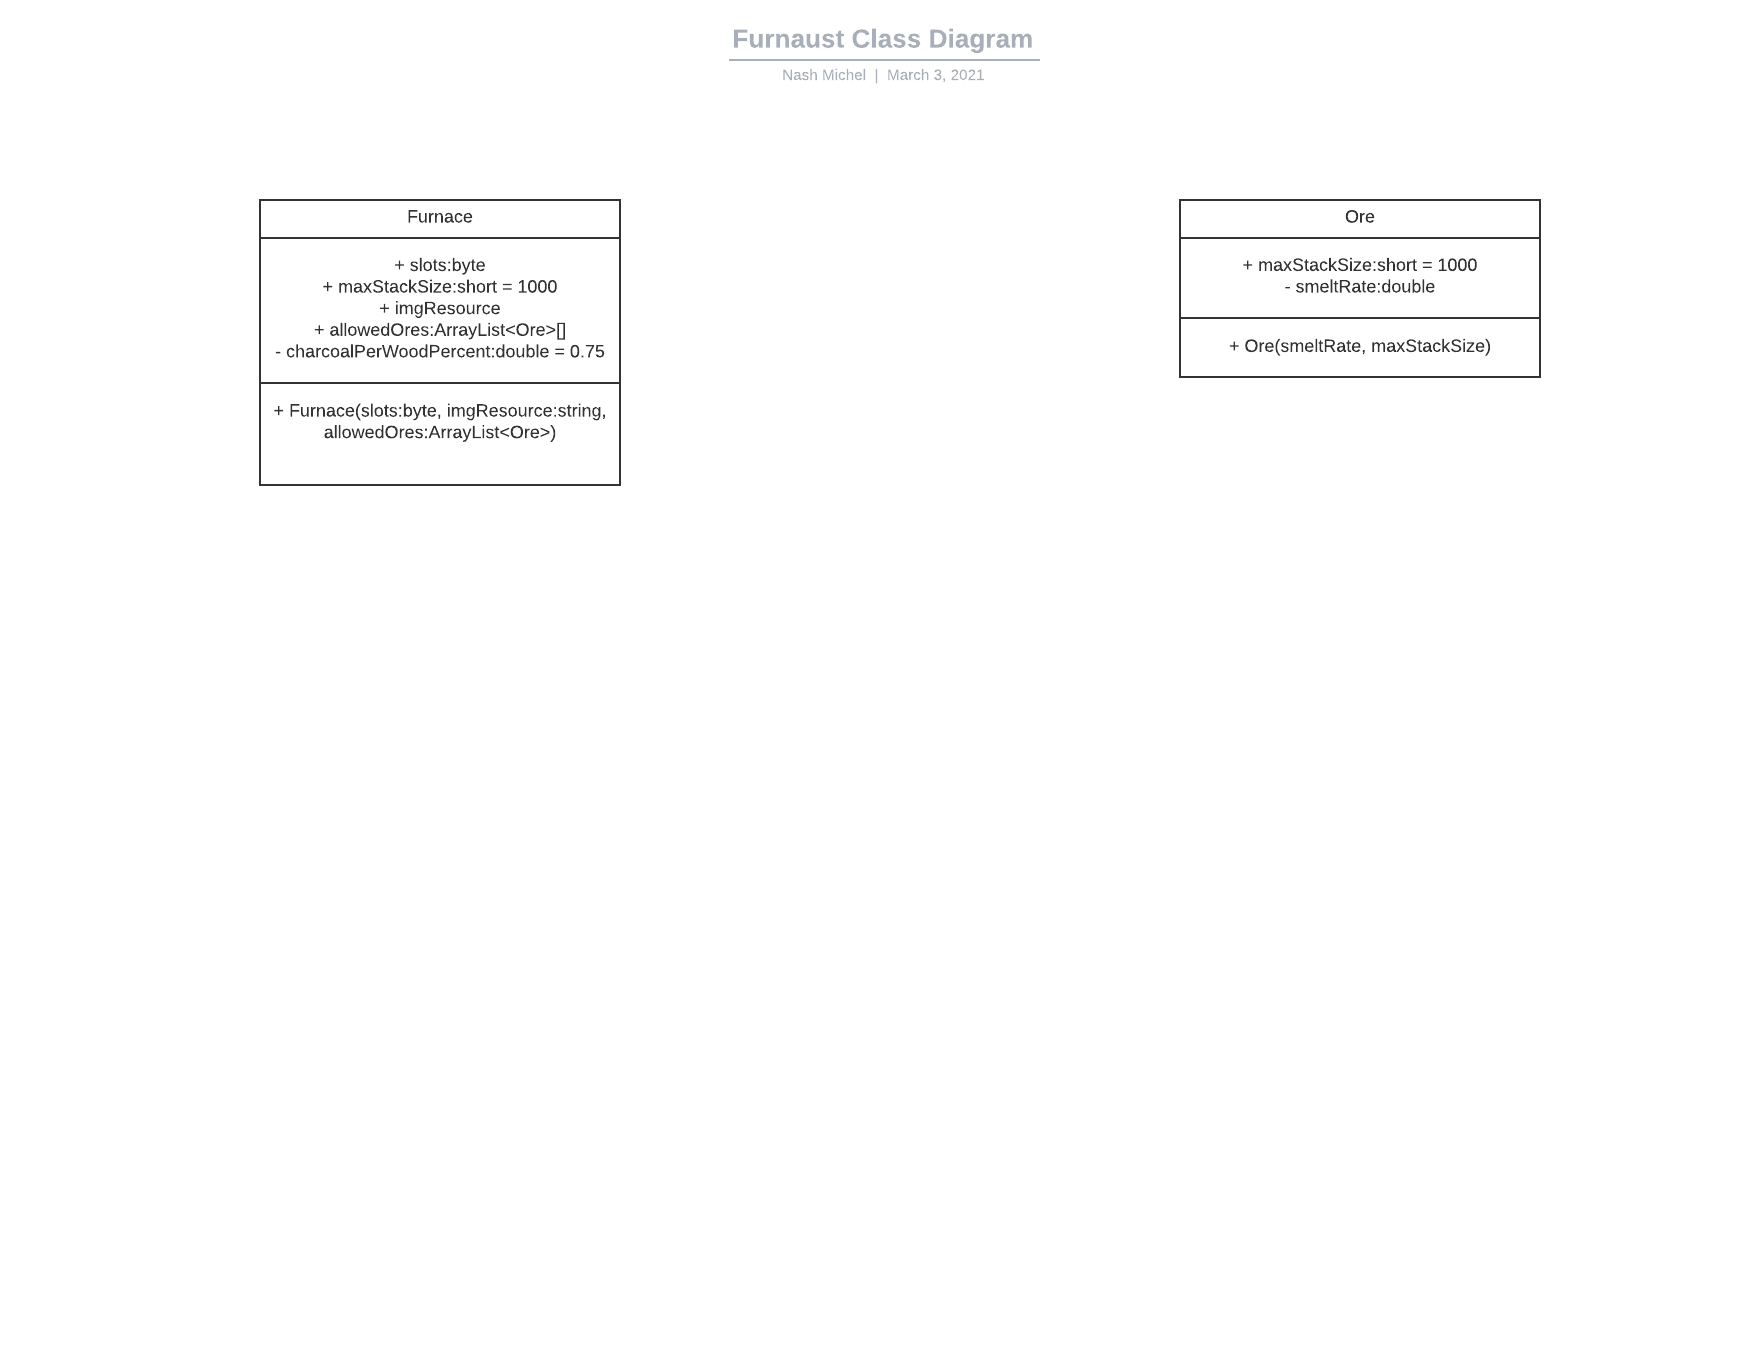 Furnaust Class Diagram
Nash Michel | March 3, 2021
Furnace
+ slots:byte
+ maxStackSize:short = 1000
+ imgResource
+ allowedOres:ArrayList<Ore>[]
- charcoalPerWoodPercent:double = 0.75
+ Furnace(slots:byte, imgResource:string,
allowedOres:ArrayList<Ore>)
Ore
+ maxStackSize:short = 1000
- smeltRate:double
+ Ore(smeltRate, maxStackSize)